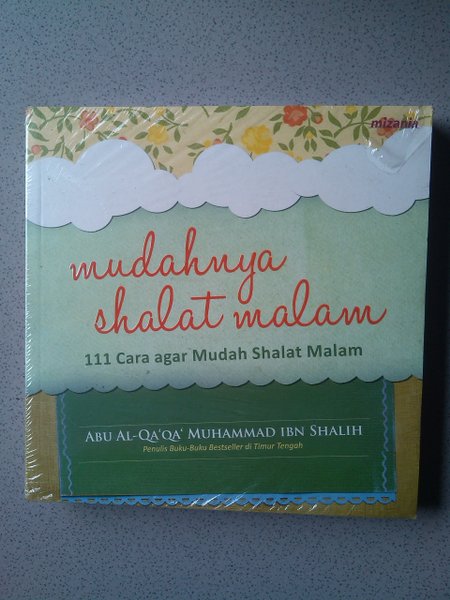 mizania
mudahnya
shalat malam
111 Cara agar Mudah Shalat Malam
ABU AL-QA'QA' MUHAMMAD IBN SHALIH
Penulis Buku-Buku Bestseller di Timur Tengah